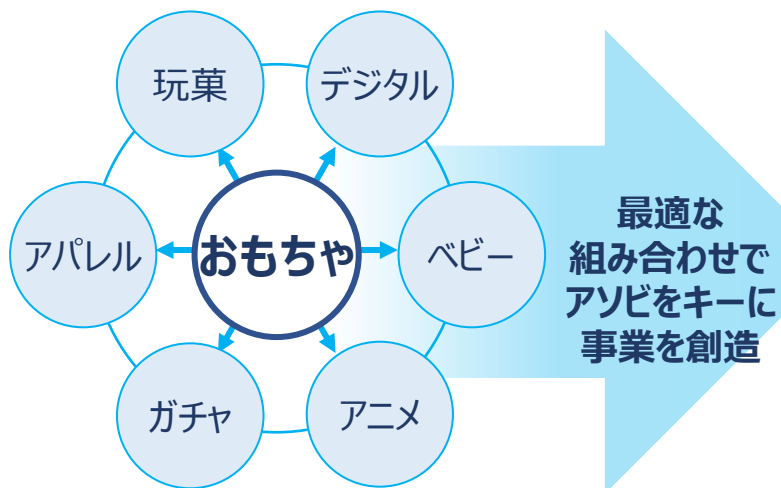 玩菓
デジタル
アパレル
おもちゃ
ベビー
ガチャ
アニメ
最適な
組み合わせで
アソビをキーに
事業を創造